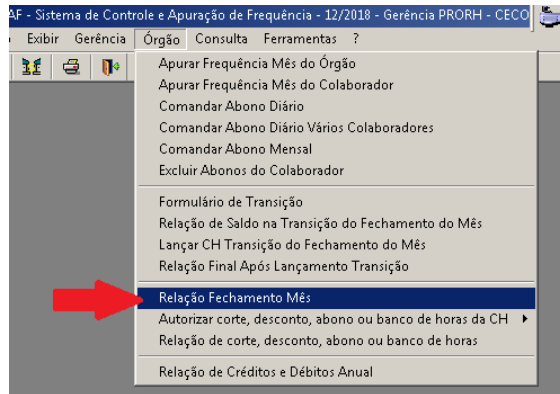 AF - Sistema de Controle e Apuração de Frequência - 12/2018 - Gerência PRORH - CECO
Exibir Gerência Órgão Consulta Ferramentas ?
Apurar Frequência Mês do Órgão
Apurar Frequência Mês do Colaborador
Comandar Abono Diário
Comandar Abono Diário Vários Colaboradores
Comandar Abono Mensal
Excluir Abonos do Colaborador
Formulário de Transição
Relação de Saldo na Transição do Fechamento do Mês
Lançar CH Transição do Fechamento do Mês
Relação Final Após Lançamento Transição
Relação Fechamento Mês
Autorizar corte, desconto, abono ou banco de horas da CH
Relação de corte, desconto, abono ou banco de horas
Relação de Créditos e Débitos Anual